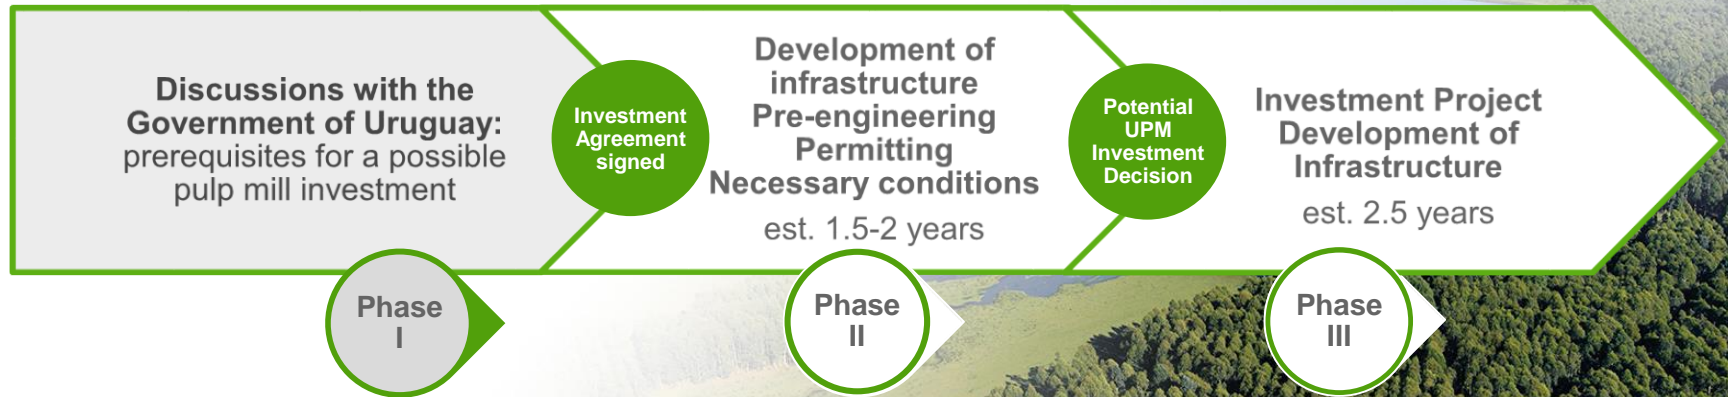 Discussions with the
Government of Uruguay:
prerequisites for a possible
pulp mill investment
Investment
Agreement
signed
Development of
infrastructure
Pre-engineering
Permitting
Necessary conditions
est. 1.5-2 years
Potential
UPM
Investment
Decision
Investment Project
Development of
Infrastructure
est. 2.5 years
Phase
I
Phase
II
Phase
III